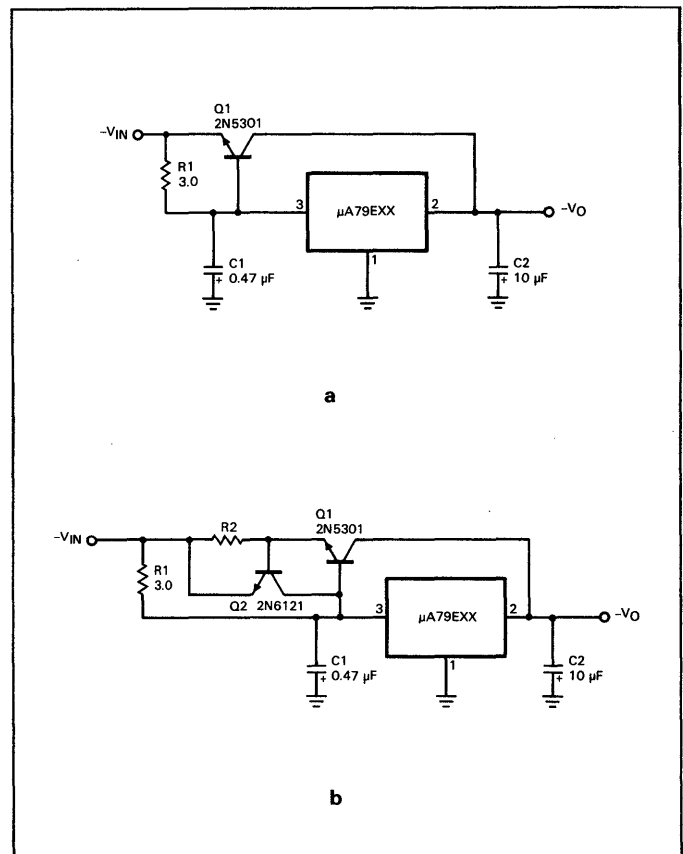 Q1
2N5301
-VIN
R1
3.0
3
μA79EXX
2
-VO
1
C1
0.47 μF
+
C2
10 μF
+
a
Q1
2N5301
-VIN
R2
R1
3.0
Q2 2N6121
3
μA79EXX
2
-VO
1
C1
0.47 μF
+
C2
10 μF
+
b